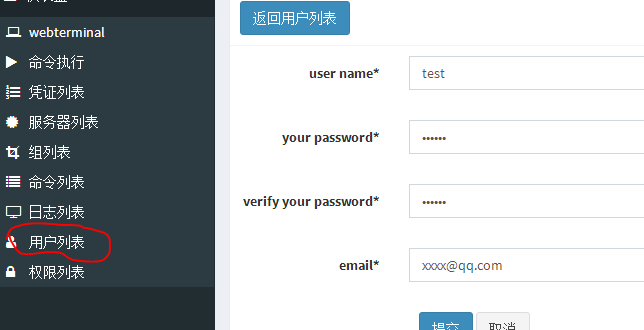 webterminal
命令执行
凭证列表
服务器列表
组列表
命令列表
日志列表
用户列表
权限列表
返回用户列表
user name*
test
your password*
••••••
verify your password*
••••••
email*
xxxx@qq.com
提交
取消